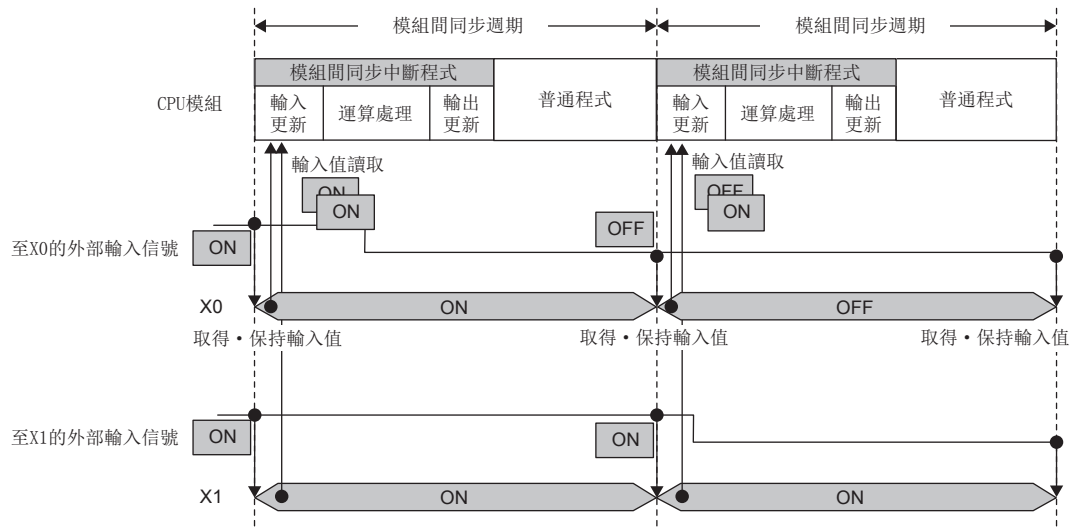 模組間同步週期
模組間同步週期
模組間同步中斷程式
模組間同步中斷程式
CPU模組
輸入
更新
運算處理
輸出
更新
普通程式
輸入
更新
運算處理
輸出
更新
普通程式
輸入值讀取
輸入值讀取
ON
ON
OFF
ON
至X0的外部輸入信號
ON
OFF
X0
ON
OFF
取得・保持輸入值
取得・保持輸入值
取得・保持輸入值
至X1的外部輸入信號
ON
ON
X1
ON
ON